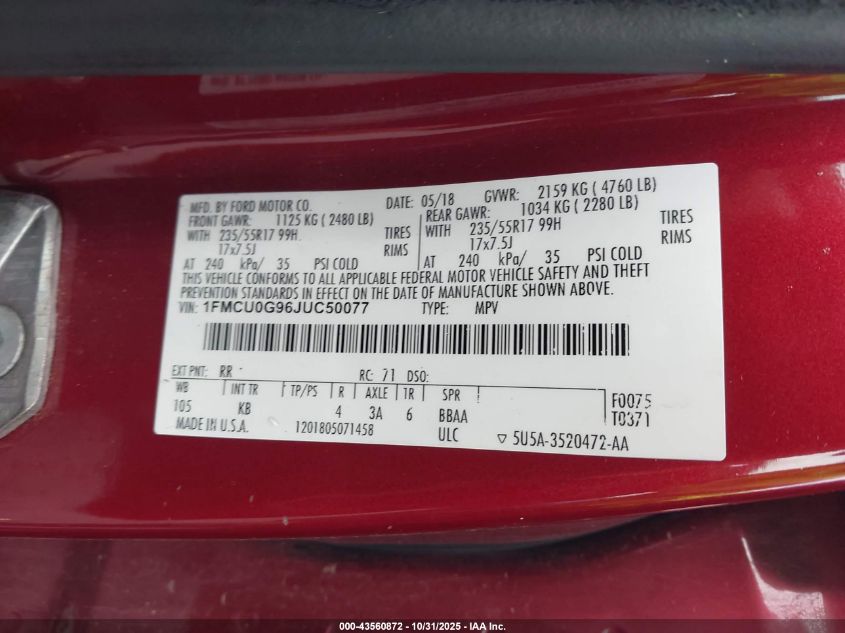 MFD. BY FORD MOTOR CO. DATE: 05/18 GVWR: 2159 KG ( 4760 LB)
FRONT GAWR: 1125 KG ( 2480 LB) REAR GAWR: 1034 KG ( 2280 LB)
WITH 235/55R17 99H TIRES WITH 235/55R17 99H TIRES
17x7.5J RIMS 17x7.5J RIMS
AT 240 kPa/ 35 PSI COLD AT 240 kPa/ 35 PSI COLD
THIS VEHICLE CONFORMS TO ALL APPLICABLE FEDERAL MOTOR VEHICLE SAFETY AND THEFT
PREVENTION STANDARDS IN EFFECT ON THE DATE OF MANUFACTURE SHOWN ABOVE.
VIN: 1FMCU0G96JUC50077 TYPE: MPV
EXT PNT: RR RC: 71 DSO:
WB INT TR TP/PS R AXLE TR SPR F0075
105 KB 4 3A 6 BBAA T0371
MADE IN U.S.A. 1201805071458 ULC ▽ 5U5A-3520472-AA
000-43560872 • 10/31/2025 • IAA Inc.